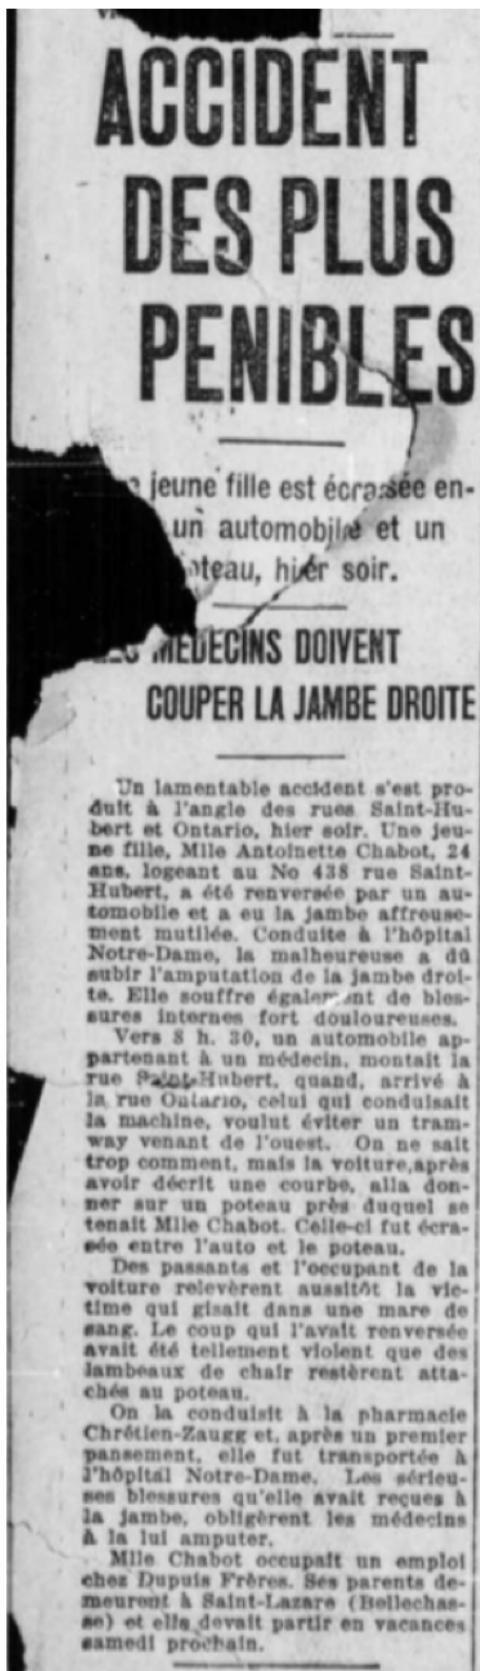 ACCIDENT
DES PLUS
PENIBLES
jeune fille est écrasée en-
un automobile et un
hier soir.
MEDECINS DOIVENT
COUPER LA JAMBE DROITE
Un lamentable accident s'est pro-
duit à l'angle des rues Saint-Hu-
bert et Ontario, hier soir. Une jeu-
ne fille, Mlle Antoinette Chabot, 24
ans, logeant au No 438 rue Saint-
Hubert, a été renversée par un au-
tomobile et a eu la jambe affreuse-
ment mutilée. Conduite à l'hôpital
Notre-Dame, la malheureuse a dû
subir l'amputation de la jambe droi-
te. Elle souffre également de bles-
sures internes fort douloureuses.
Vers 8 h. 30, un automobile ap-
partenant à un médecin, montait la
rue Saint-Hubert, quand, arrivé à
la rue Ontario, celui qui conduisait
la machine, voulut éviter un tram-
way venant de l'ouest. On ne sait
trop comment, mais la voiture,après
avoir décrit une courbe, alla don-
ner sur un poteau près duquel se
tenait Mlle Chabot. Celle-ci fut écra-
sée entre l'auto et le poteau.
Des passants et l'occupant de la
voiture relevèrent aussitôt la vic-
time qui gisait dans une mare de
sang. Le coup qui l'avait renversée
avait été tellement violent que des
lambeaux de chair restèrent atta-
chés au poteau.
On la conduisit à la pharmacie
Chrétien-Zaugg et, après un premier
pansement, elle fut transportée à
l'hôpital Notre-Dame. Les sérieu-
ses blessures qu'elle avait reçues à
la jambe, obligèrent les médecins
à la lui amputer.
Mlle Chabot occupait un emploi
chez Dupuis Frères. Ses parents de-
meurent à Saint-Lazare (Bellechas-
se) et elle devait partir en vacances
samedi prochain.